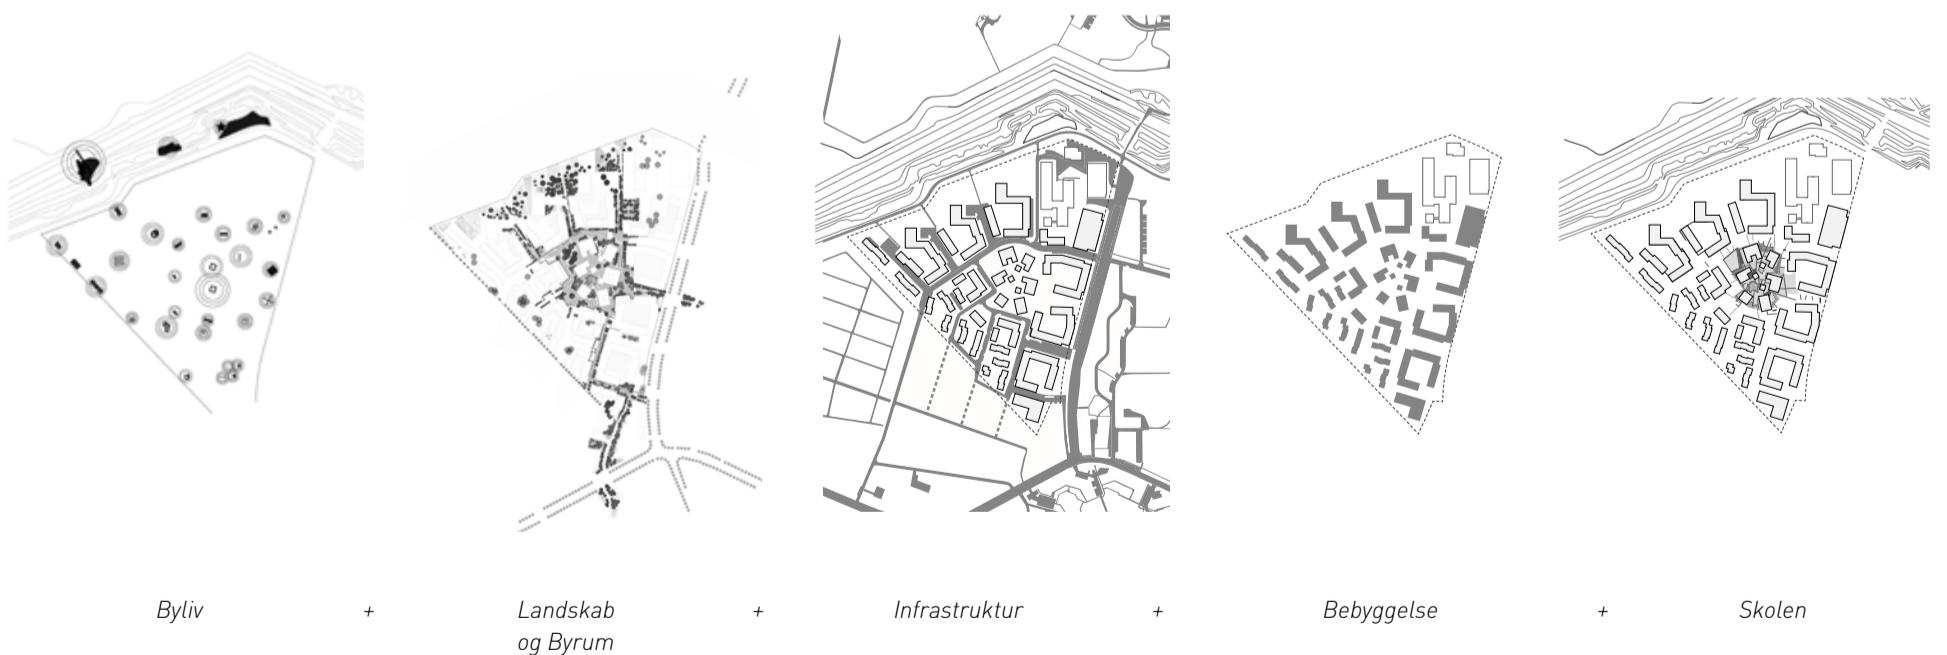 Byliv + Landskab + Infrastruktur + Bebyggelse + Skolen
og Byrum